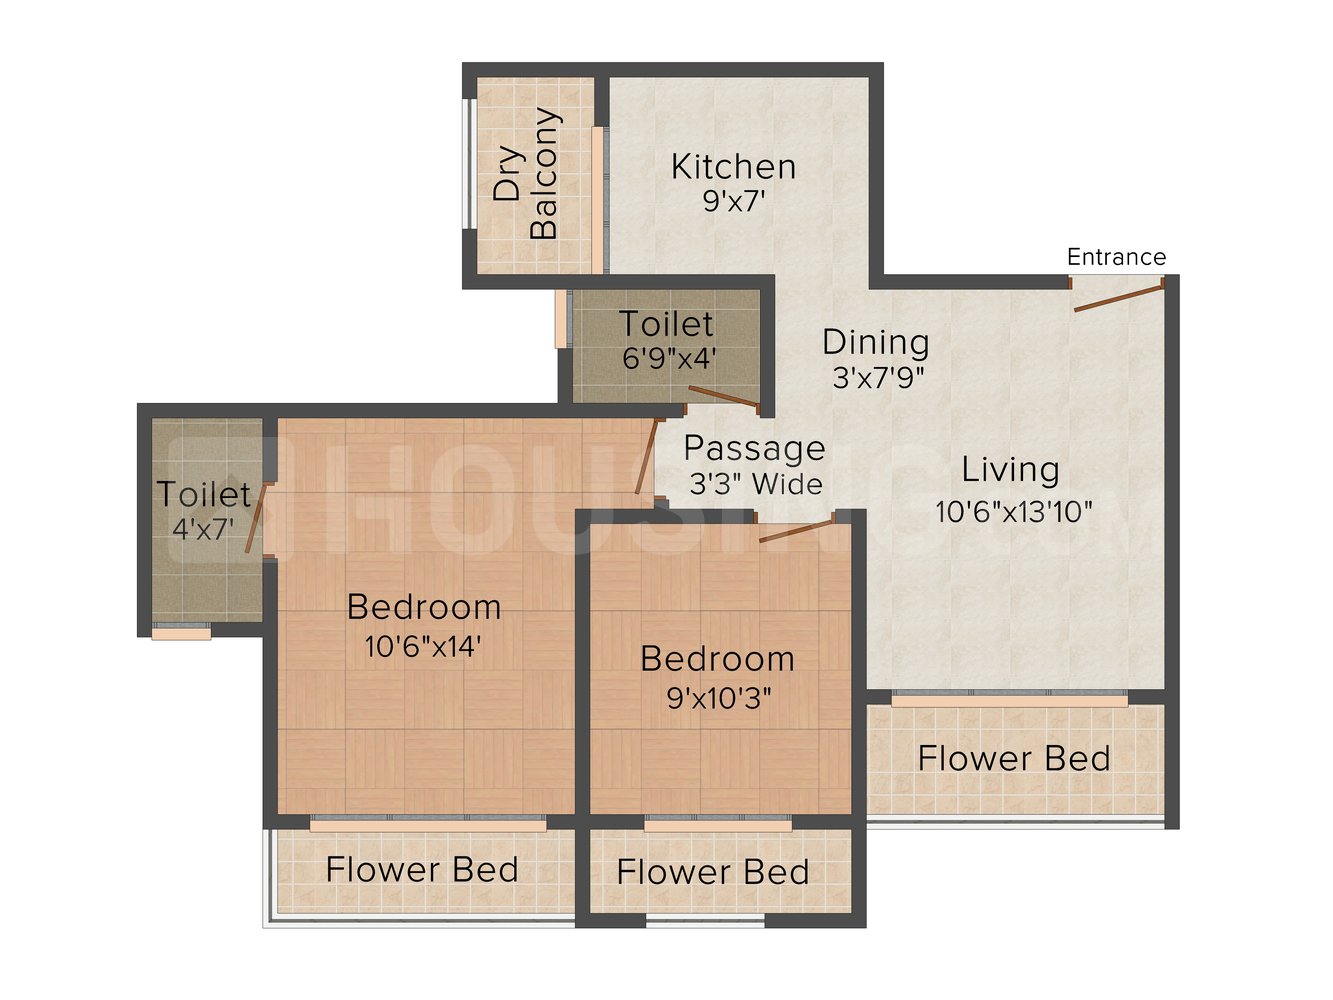 Dry
Balcony
Kitchen
9'x7'
Entrance
Toilet
6'9"x4'
Dining
3'x7'9"
Passage
3'3" Wide
Living
10'6"x13'10"
Toilet
4'x7'
Bedroom
10'6"x14'
Bedroom
9'x10'3"
Flower Bed
Flower Bed
Flower Bed
HOUSING